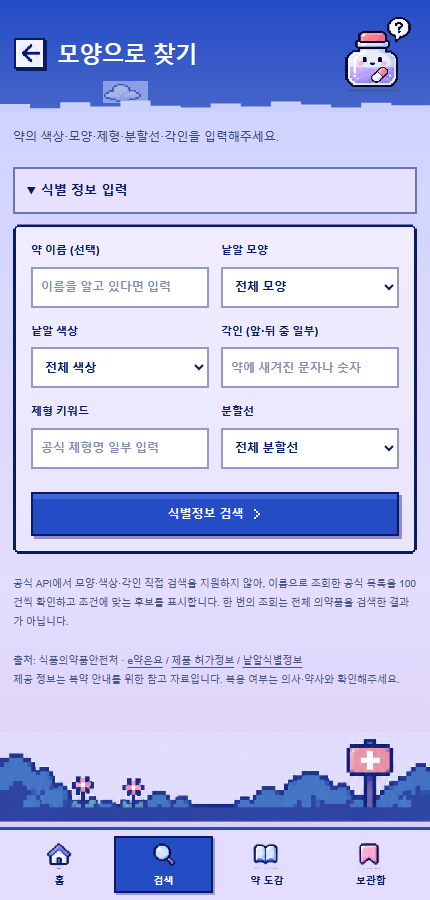 모양으로 찾기
?
약의 색상·모양·제형·분할선·각인을 입력해주세요.
▼ 식별 정보 입력
약 이름 (선택)
낱알 모양
이름을 알고 있다면 입력
전체 모양
낱알 색상
각인 (앞·뒤 중 일부)
전체 색상
약에 새겨진 문자나 숫자
제형 키워드
분할선
공식 제형명 일부 입력
전체 분할선
식별정보 검색
공식 API에서 모양·색상·각인 직접 검색을 지원하지 않아, 이름으로 조회한 공식 목록을 100
건씩 확인하고 조건에 맞는 후보를 표시합니다. 한 번의 조회는 전체 의약품을 검색한 결과
가 아닙니다.
출처: 식품의약품안전처 · e약은요 / 제품 허가정보 / 낱알식별정보
제공 정보는 복약 안내를 위한 참고 자료입니다. 복용 여부는 의사·약사와 확인해주세요.
홈
검색
약 도감
보관함